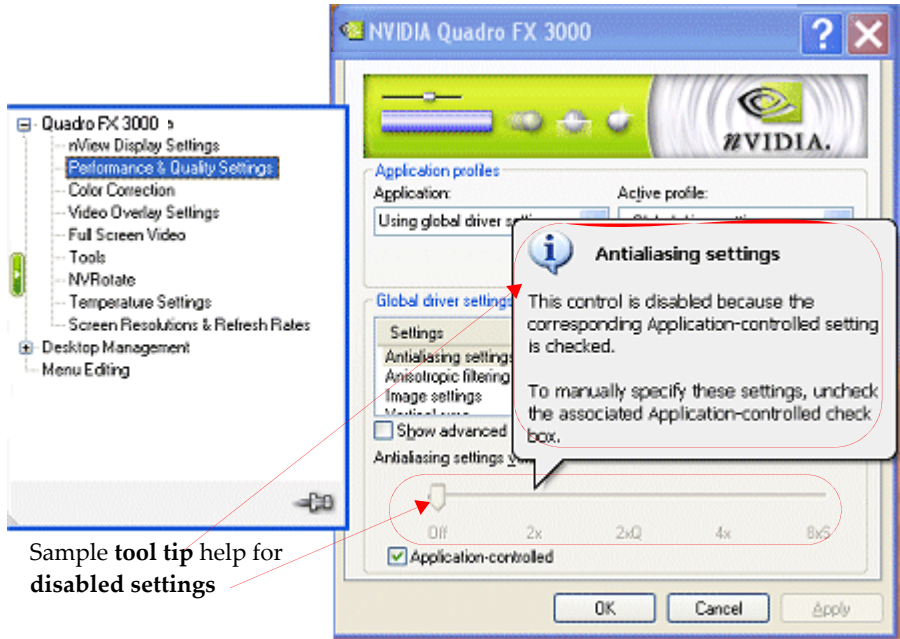 NVIDIA Quadro FX 3000
nVIDIA.
Quadro FX 3000
nView Display Settings
Performance & Quality Settings
Color Correction
Video Overlay Settings
Full Screen Video
Tools
NVRotate
Temperature Settings
Screen Resolutions & Refresh Rates
Desktop Management
Menu Editing
Application profiles
Application:
Active profile:
Using global driver
Antialiasing settings
This control is disabled because the
corresponding Application-controlled setting
is checked.
To manually specify these settings, uncheck
the associated Application-controlled check
box.
Global driver settings
Settings
Antialiasing settings
Anisotropic filtering
Image settings
Show advanced
Antialiasing settings
Off 2x 2xQ 4x 8xS
Application-controlled
OK Cancel Apply
Sample tool tip help for
disabled settings